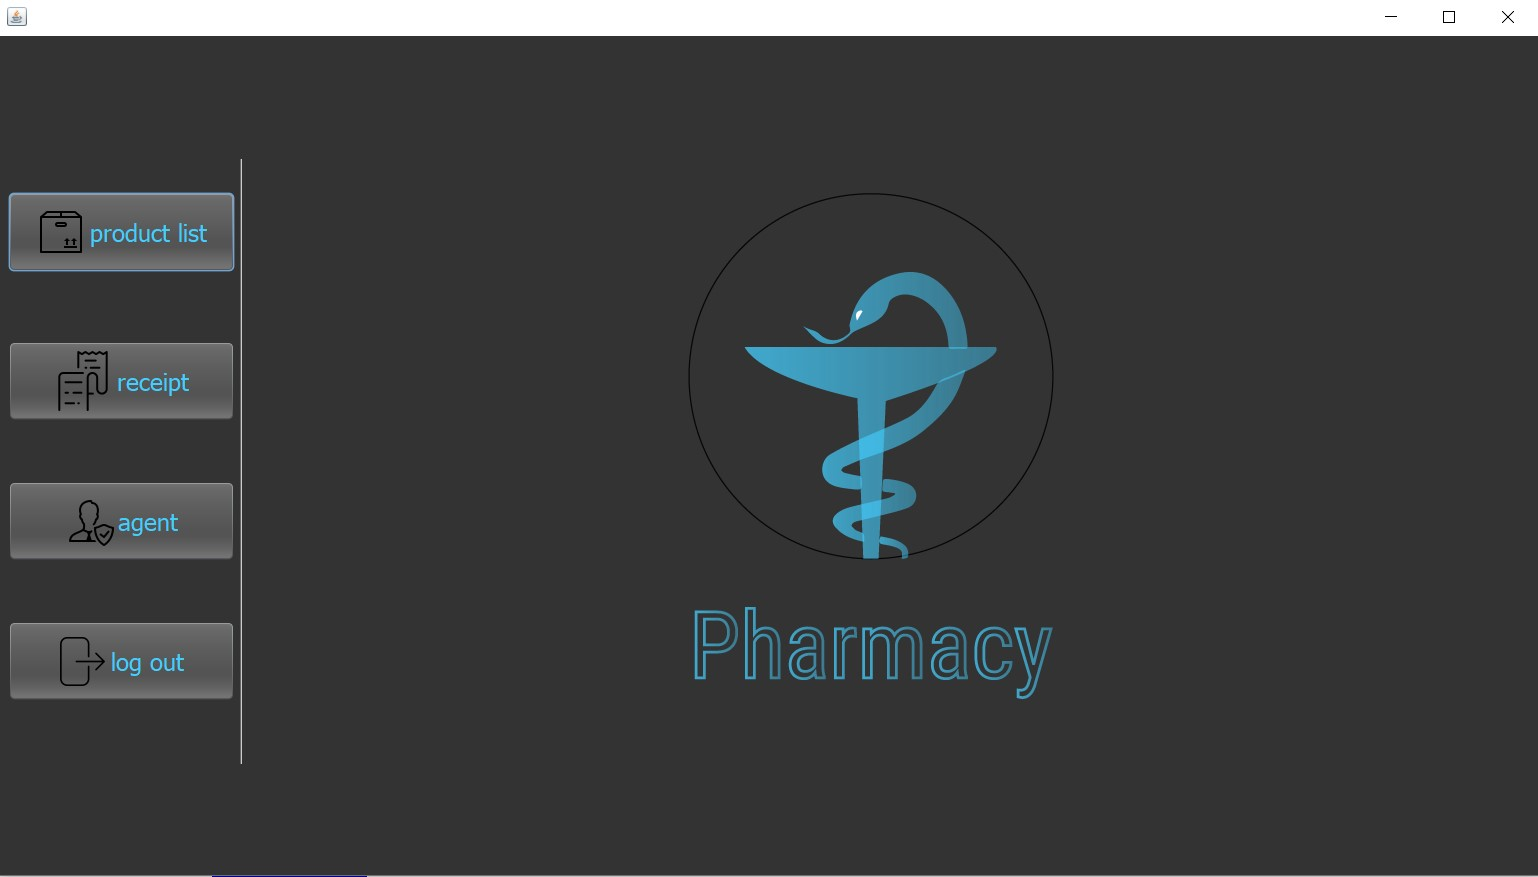 product list
receipt
agent
log out
Pharmacy